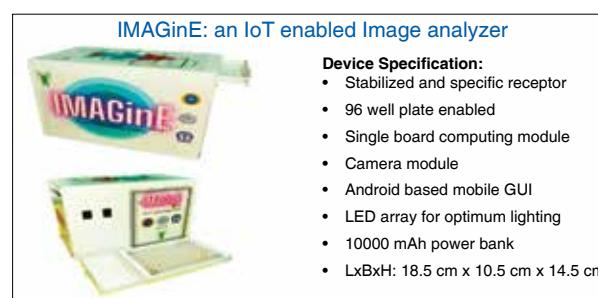 IMAGinE: an IoT enabled Image analyzer
IMAGinE
Device Specification:
• Stabilized and specific receptor
• 96 well plate enabled
• Single board computing module
• Camera module
• Android based mobile GUI
• LED array for optimum lighting
• 10000 mAh power bank
• LxBxH: 18.5 cm x 10.5 cm x 14.5 cm